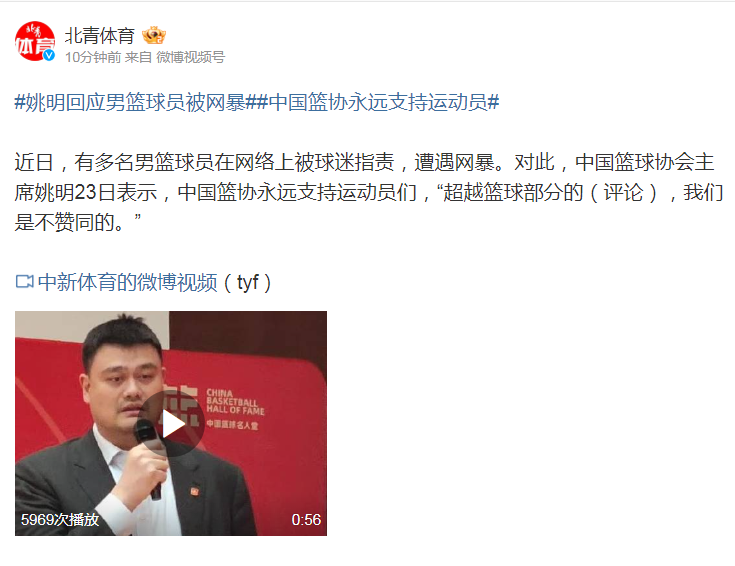 北青
体育
北青体育
10分钟前 来自 微博视频号
#姚明回应男篮球员被网暴##中国篮协永远支持运动员#
近日，有多名男篮球员在网络上被球迷指责，遭遇网暴。对此，中国篮球协会主
席姚明23日表示，中国篮协永远支持运动员们，“超越篮球部分的（评论），我们
是不赞同的。”
中新体育的微博视频（tyf）
CHINA
BASKETBALL
HALL OF FAME
中国篮球名人堂
5969次播放
0:56